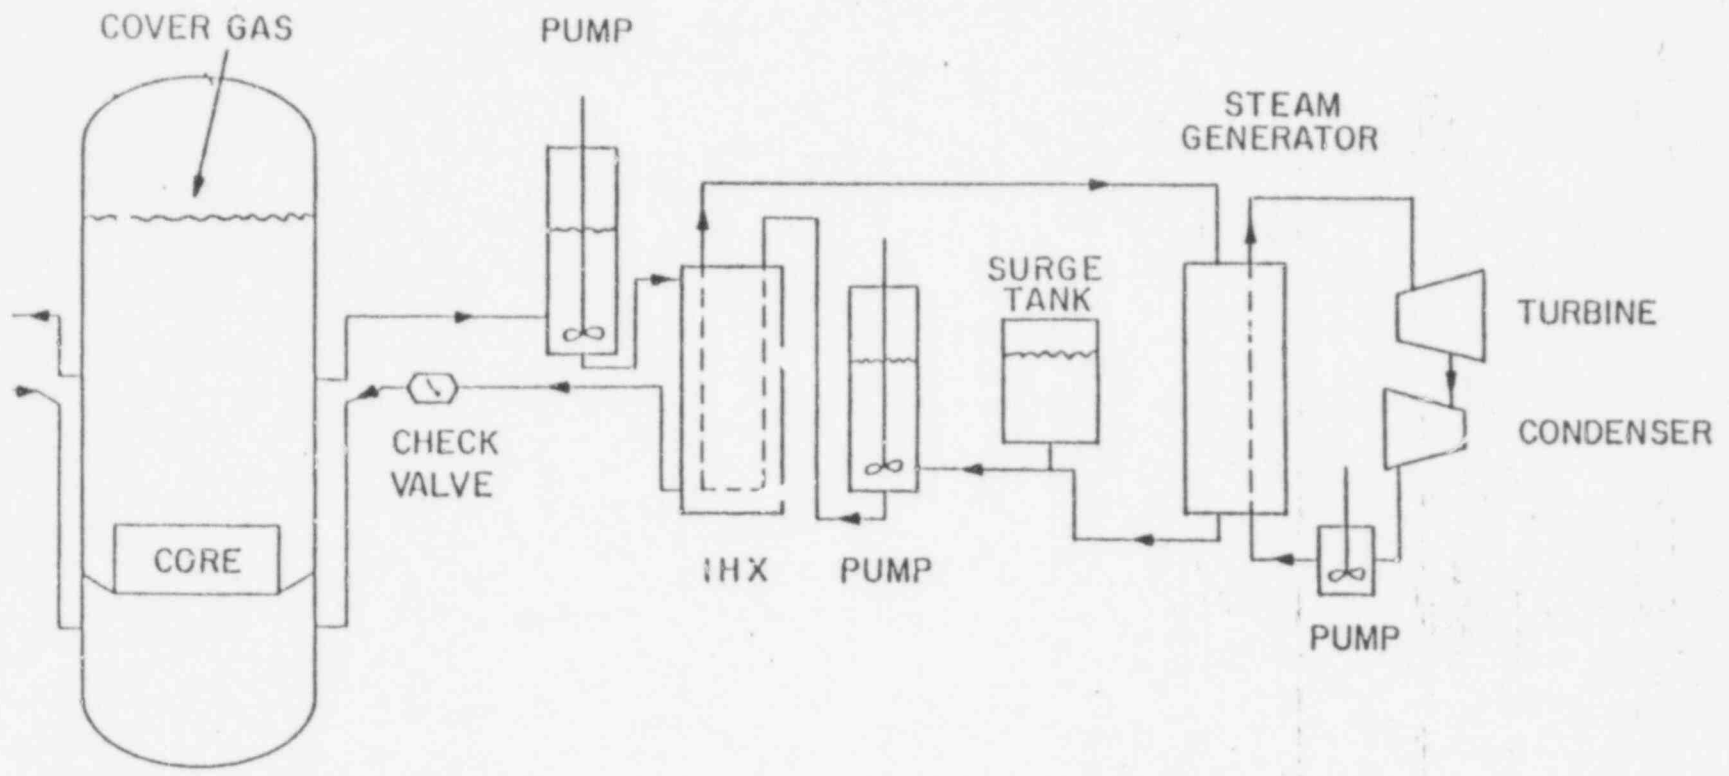 COVER GAS
PUMP
STEAM
GENERATOR
SURGE
TANK
TURBINE
CHECK
VALVE
CONDENSER
CORE
IHX
PUMP
PUMP